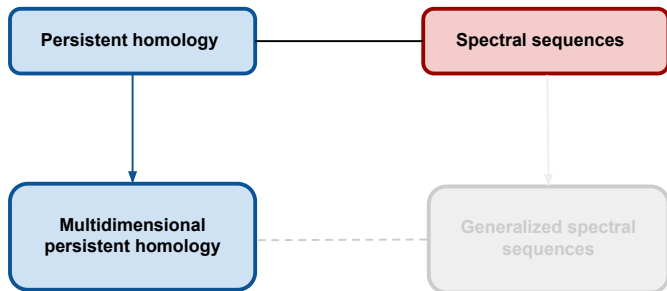 Persistent homology
Spectral sequences
Multidimensional
persistent homology
Generalized spectral
sequences